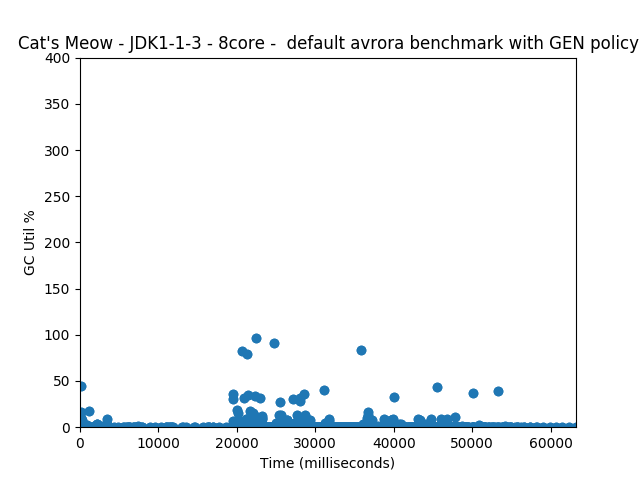 Cat's Meow - JDK1-1-3 - 8core -  default avrora benchmark with GEN policy
400
350
300
250
200
150
100
50
0
GC Util %
0 10000 20000 30000 40000 50000 60000
Time (milliseconds)